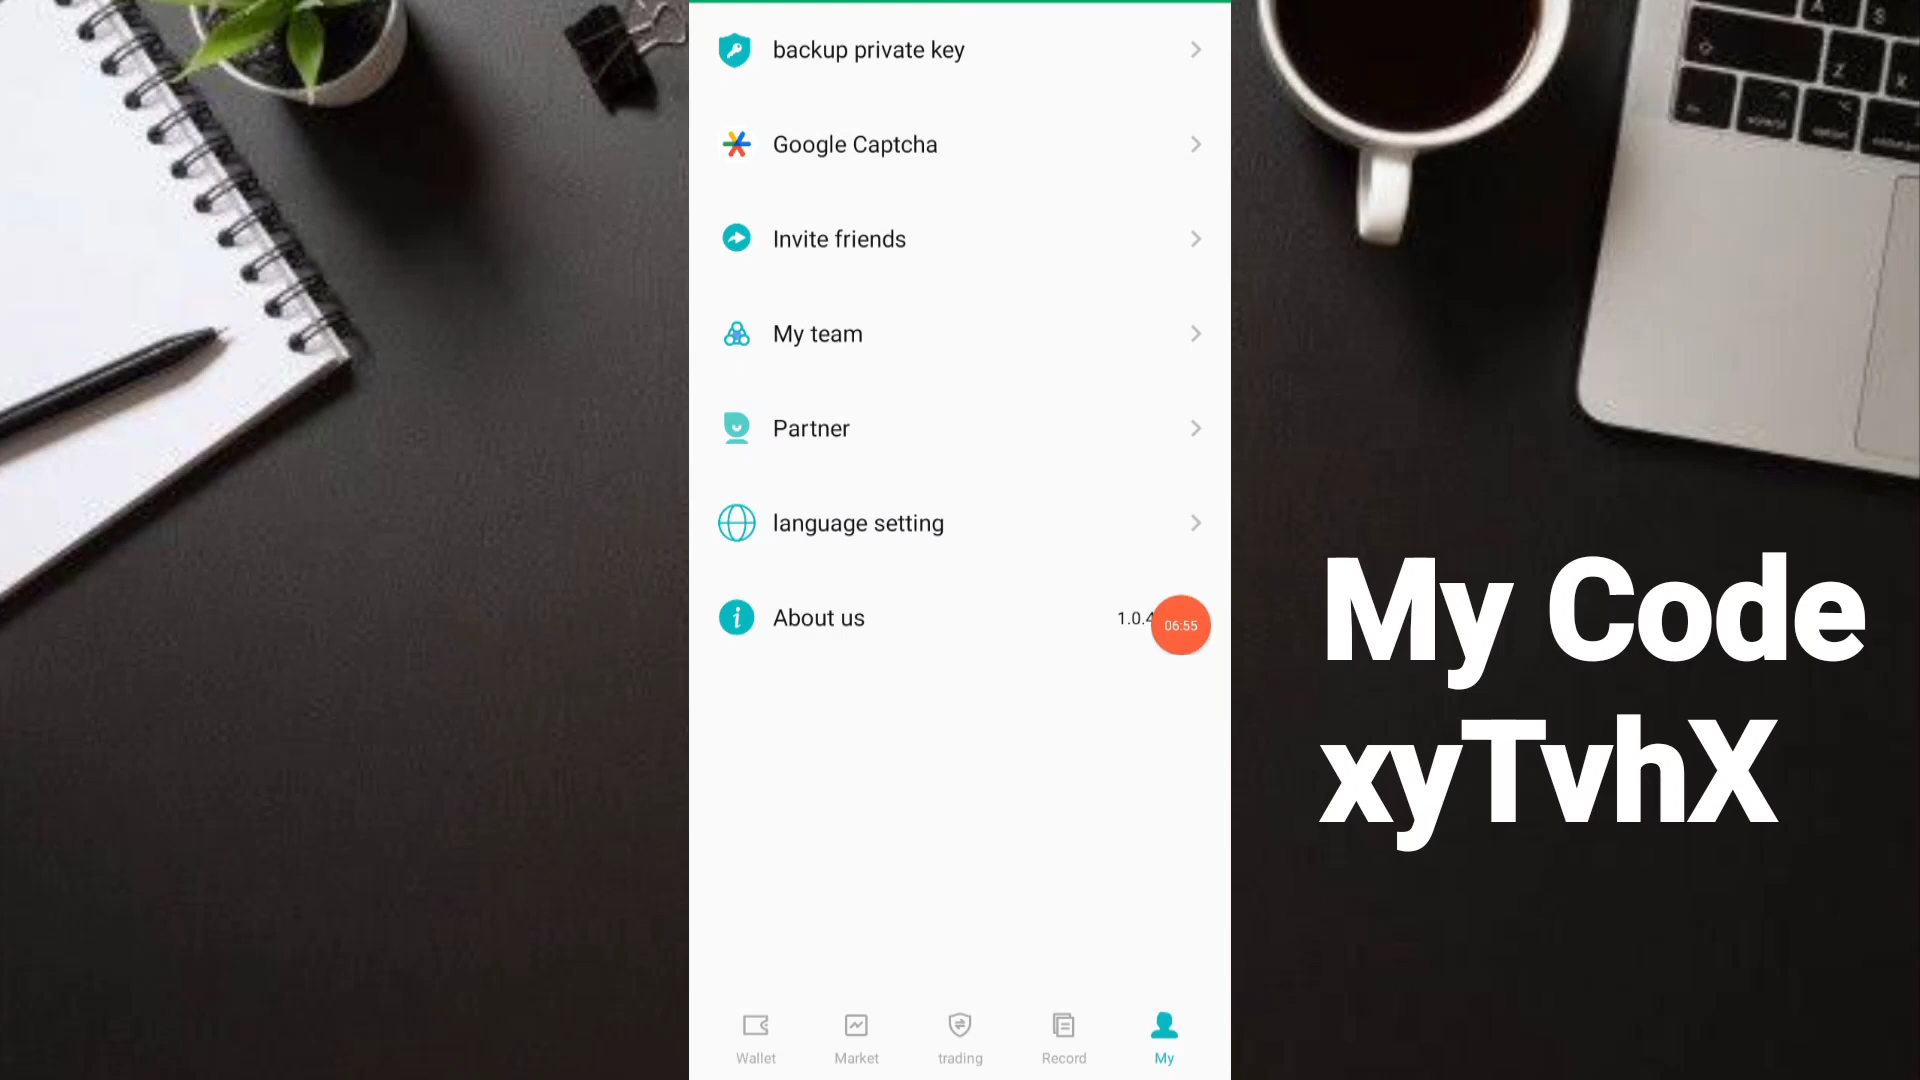 backup private key
Google Captcha
Invite friends
My team
Partner
language setting
About us
1.0.4
06:55
My Code
xyTvhX
Wallet
Market
trading
Record
My
A
S
Z
X